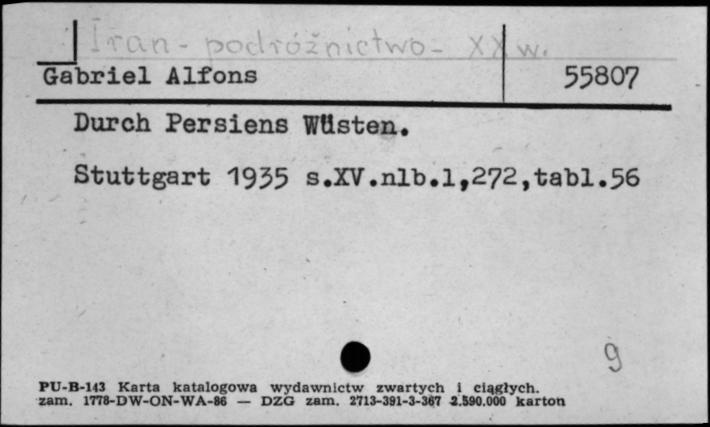 Iran - podróżnictwo - XX w.
Gabriel Alfons 55807
Durch Persiens Wüsten.
Stuttgart 1935 s.XV.nlb.1,272,tabl.56
9
PU-B-143 Karta katalogowa wydawnictw zwartych i ciągłych.
zam. 1778-DW-ON-WA-86 — DZG zam. 2713-391-3-367 2.590.000 karton